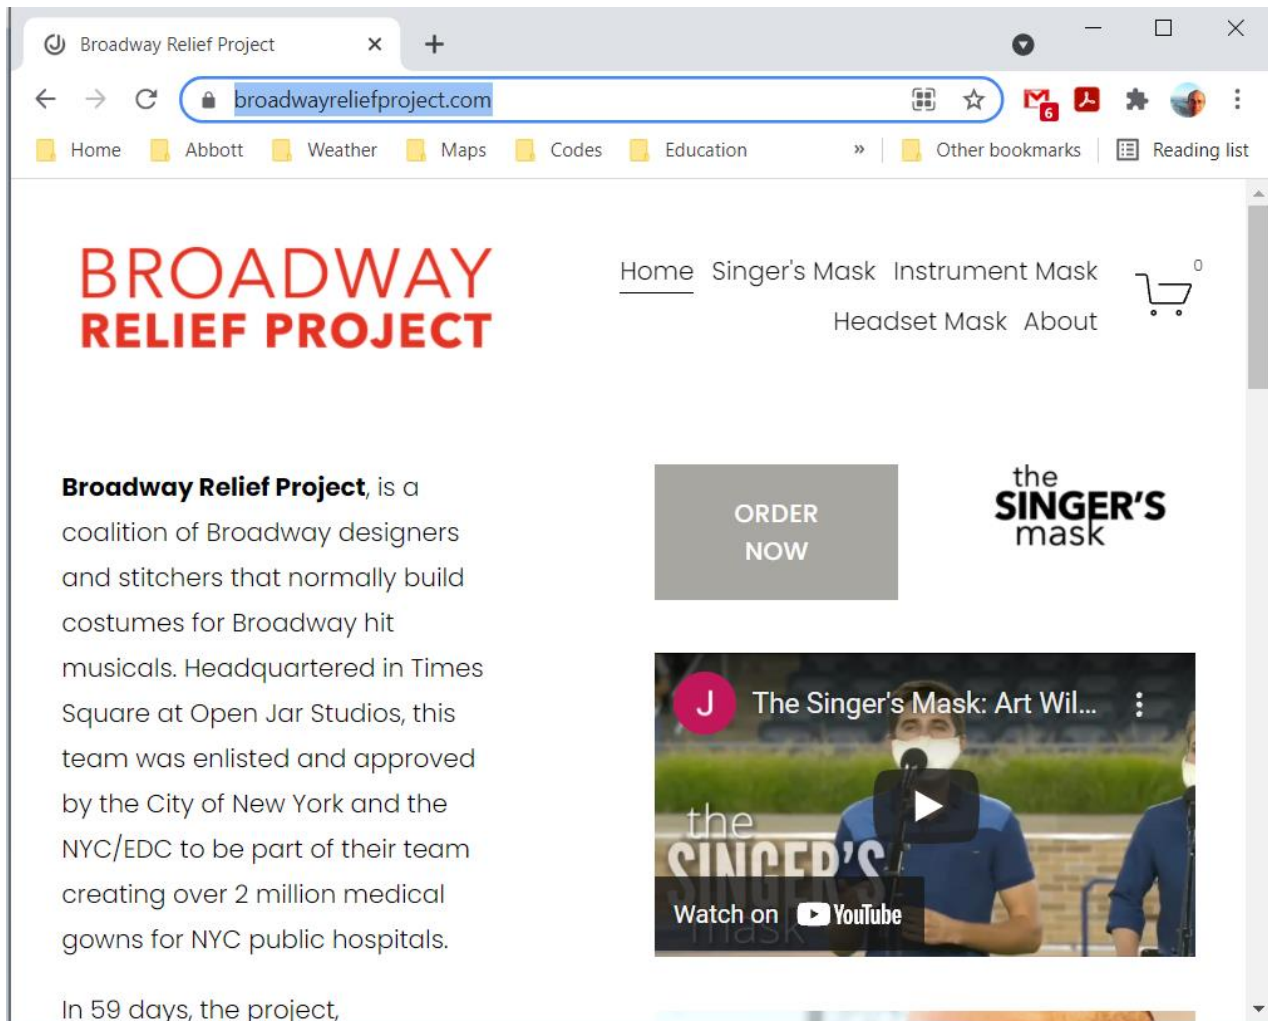 Broadway Relief Project
broadwayreliefproject.com
6
Home Abbott Weather Maps Codes Education » Other bookmarks Reading list
BROADWAY
RELIEF PROJECT
Home Singer's Mask Instrument Mask
Headset Mask About
0
Broadway Relief Project, is a
coalition of Broadway designers
and stitchers that normally build
costumes for Broadway hit
musicals. Headquartered in Times
Square at Open Jar Studios, this
team was enlisted and approved
by the City of New York and the
NYC/EDC to be part of their team
creating over 2 million medical
gowns for NYC public hospitals.
In 59 days, the project,
ORDER
NOW
the
SINGER'S
mask
J The Singer's Mask: Art Wil...
the
SINGER'S
mask
Watch on YouTube